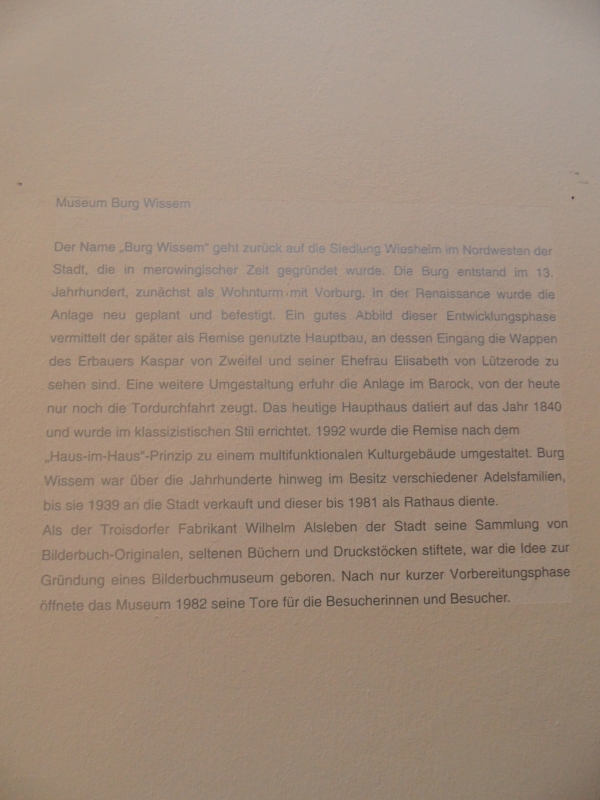 Museum Burg Wissem
Der Name „Burg Wissem“ geht zurück auf die Siedlung Wiesheim im Nordwesten der
Stadt, die in merowingischer Zeit gegründet wurde. Die Burg entstand im 13.
Jahrhundert, zunächst als Wohnturm mit Vorburg. In der Renaissance wurde die
Anlage neu geplant und befestigt. Ein gutes Abbild dieser Entwicklungsphase
vermittelt der später als Remise genutzte Hauptbau, an dessen Eingang die Wappen
des Erbauers Kaspar von Zweifel und seiner Ehefrau Elisabeth von Lützerode zu
sehen sind. Eine weitere Umgestaltung erfuhr die Anlage im Barock, von der heute
nur noch die Tordurchfahrt zeugt. Das heutige Haupthaus datiert auf das Jahr 1840
und wurde im klassizistischen Stil errichtet. 1992 wurde die Remise nach dem
„Haus-im-Haus“-Prinzip zu einem multifunktionalen Kulturgebäude umgestaltet. Burg
Wissem war über die Jahrhunderte hinweg im Besitz verschiedener Adelsfamilien,
bis sie 1939 an die Stadt verkauft und dieser bis 1981 als Rathaus diente.
Als der Troisdorfer Fabrikant Wilhelm Alsleben der Stadt seine Sammlung von
Bilderbuch-Originalen, seltenen Büchern und Druckstöcken stiftete, war die Idee zur
Gründung eines Bilderbuchmuseum geboren. Nach nur kurzer Vorbereitungsphase
öffnete das Museum 1982 seine Tore für die Besucherinnen und Besucher.